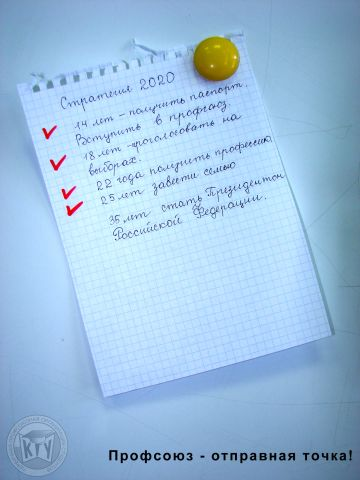 Стратегия 2020
14 лет - получить паспорт.
Вступить в профсоюз.
18 лет - проголосовать на
выборах.
22 года получить профессию
25 лет завести семью
35 лет стать Президентом
Российской Федерации.
КТУ
Профсоюз - отправная точка!